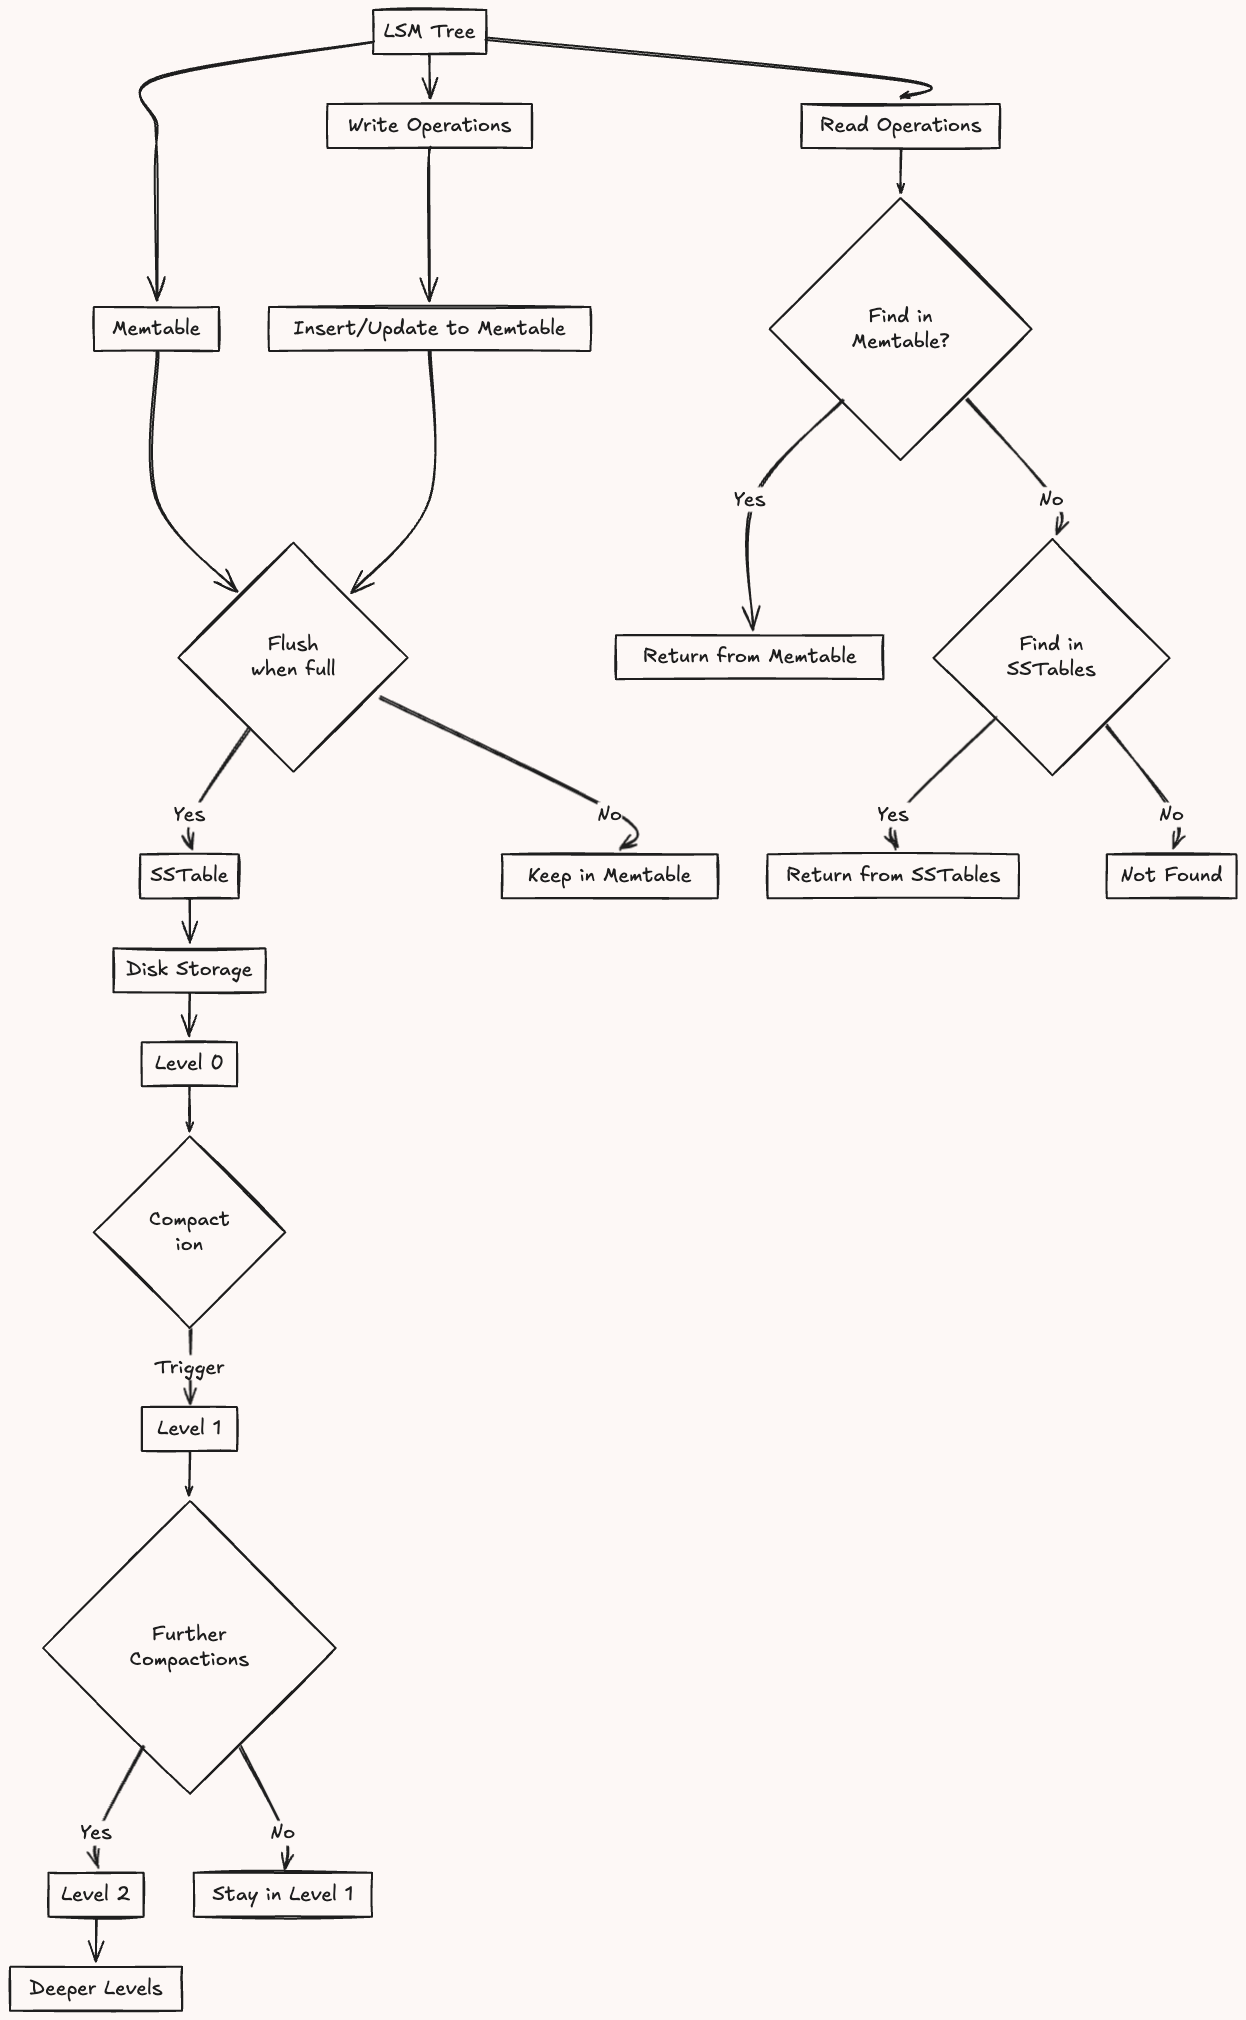 LSM Tree
Write Operations
Read Operations
Memtable
Insert/Update to Memtable
Find in
Memtable?
Yes
No
Flush
when full
Return from Memtable
Find in
SSTables
Yes
No
Yes
No
SSTable
Keep in Memtable
Return from SSTables
Not Found
Disk Storage
Level 0
Compact
ion
Trigger
Level 1
Further
Compactions
Yes
No
Level 2
Stay in Level 1
Deeper Levels